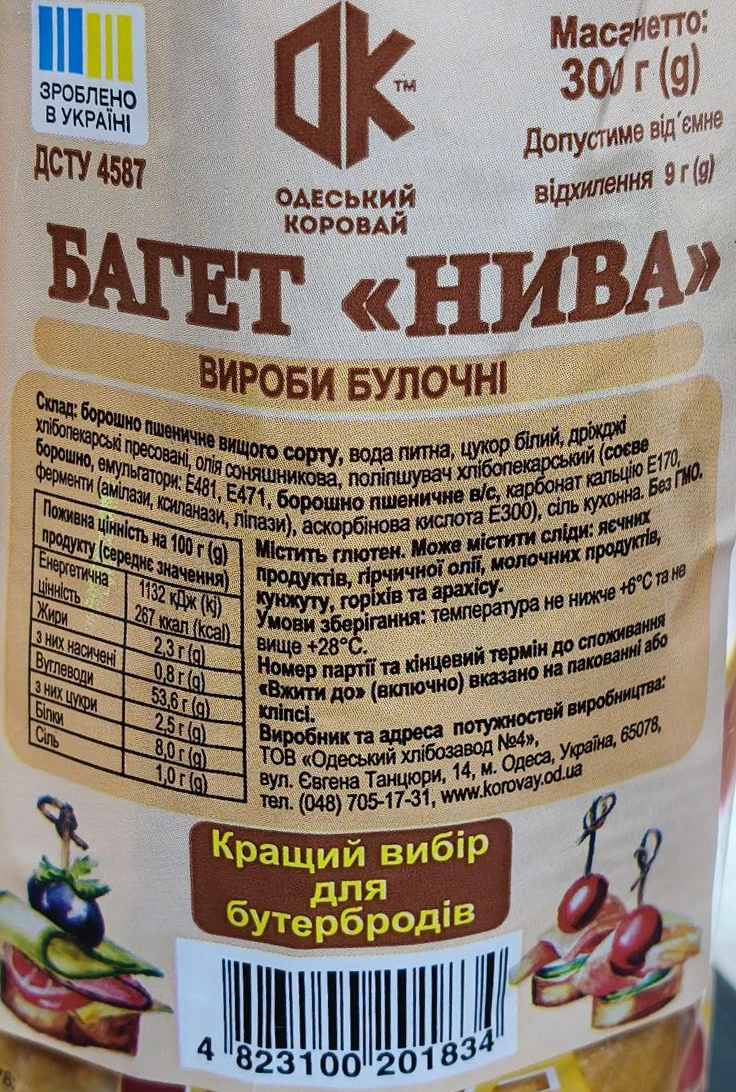 ЗРОБЛЕНО
В УКРАЇНІ
ДСТУ 4587
ОК™
ОДЕСЬКИЙ
КОРОВАЙ
Маса нетто:
300 г (g)
Допустиме від'ємне
відхилення 9 г (g)
БАГЕТ «НИВА»
ВИРОБИ БУЛОЧНІ
Склад: борошно пшеничне вищого сорту, вода питна, цукор білий, дріжджі
хлібопекарські пресовані, олія соняшникова, поліпшувач хлібопекарський (соєве
борошно, емульгатори: Е481, Е471, борошно пшеничне в/с, карбонат кальцію Е170,
ферменти (амілази, ксиланази, ліпази), аскорбінова кислота Е300), сіль кухонна. Без ГМО.
Поживна цінність на 100 г (g)
продукту (середнє значення)
Енергетична цінність 1132 кДж (kj)
267 ккал (kcal)
Жири 2,3 г (g)
з них насичені 0,8 г (g)
Вуглеводи 53,6 г (g)
з них цукри 2,5 г (g)
Білки 8,0 г (g)
Сіль 1,0 г (g)
Містить глютен. Може містити сліди: яєчних
продуктів, гірчичної олії, молочних продуктів,
кунжуту, горіхів та арахісу.
Умови зберігання: температура не нижче +6°С та не
вище +28°С.
Номер партії та кінцевий термін до споживання
«Вжити до» (включно) вказано на пакованні або
кліпсі.
Виробник та адреса потужностей виробництва:
ТОВ «Одеський хлібозавод №4»,
вул. Євгена Танцюри, 14, м. Одеса, Україна, 65078,
тел. (048) 705-17-31, www.korovay.od.ua
Кращий вибір
для
бутербродів
4 823100 201834